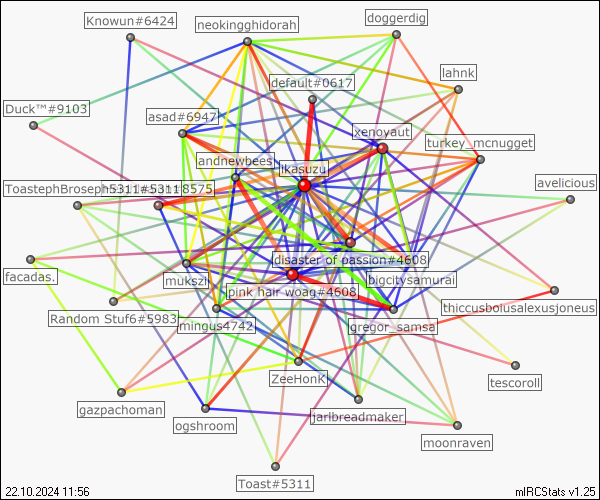 Knowun#6424
neokingghidorah
doggerdig
default#0617
lahnk
Duck™#9103
asad#6947
xenoyaut
turkey_mcnugget
andnewbees
iKasuzu
ToastephBroseph5311#5311#8575
avelicious
disaster of passion#4608
facadas.
mukszli
bigcitysamurai
pink hair woag#4608
thiccusbolusalexusjoneus
Random Stuf6#5983
mingus4742
gregor_samsa
ZeeHonk
tescoroll
gazpachoman
jarlbreadmaker
ogshroom
moonraven
Toast#5311
22.10.2024 11:56
mIRCStats v1.25